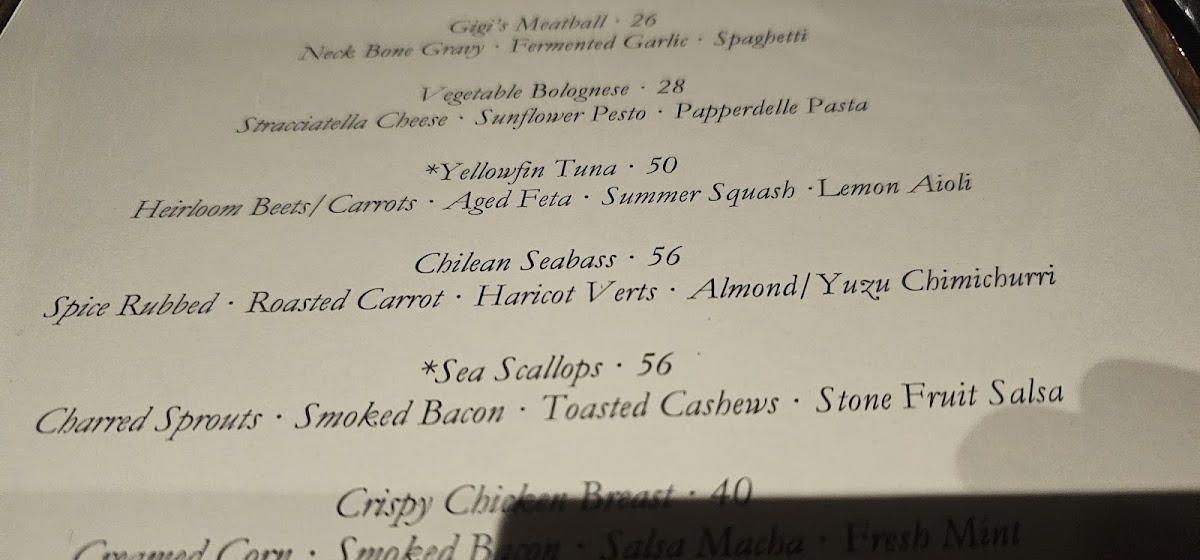 Gigi's Meatball · 26
Neck Bone Gravy · Fermented Garlic · Spaghetti
Vegetable Bolognese · 28
Stracciatella Cheese · Sunflower Pesto · Papperdelle Pasta
*Yellowfin Tuna · 50
Heirloom Beets/Carrots · Aged Feta · Summer Squash ·Lemon Aioli
Chilean Seabass · 56
Spice Rubbed · Roasted Carrot · Haricot Verts · Almond/Yuzu Chimichurri
*Sea Scallops · 56
Charred Sprouts · Smoked Bacon · Toasted Cashews · Stone Fruit Salsa
Crispy Chicken Breast · 40
Creamed Corn · Smoked Bacon · Salsa Macha · Fresh Mint